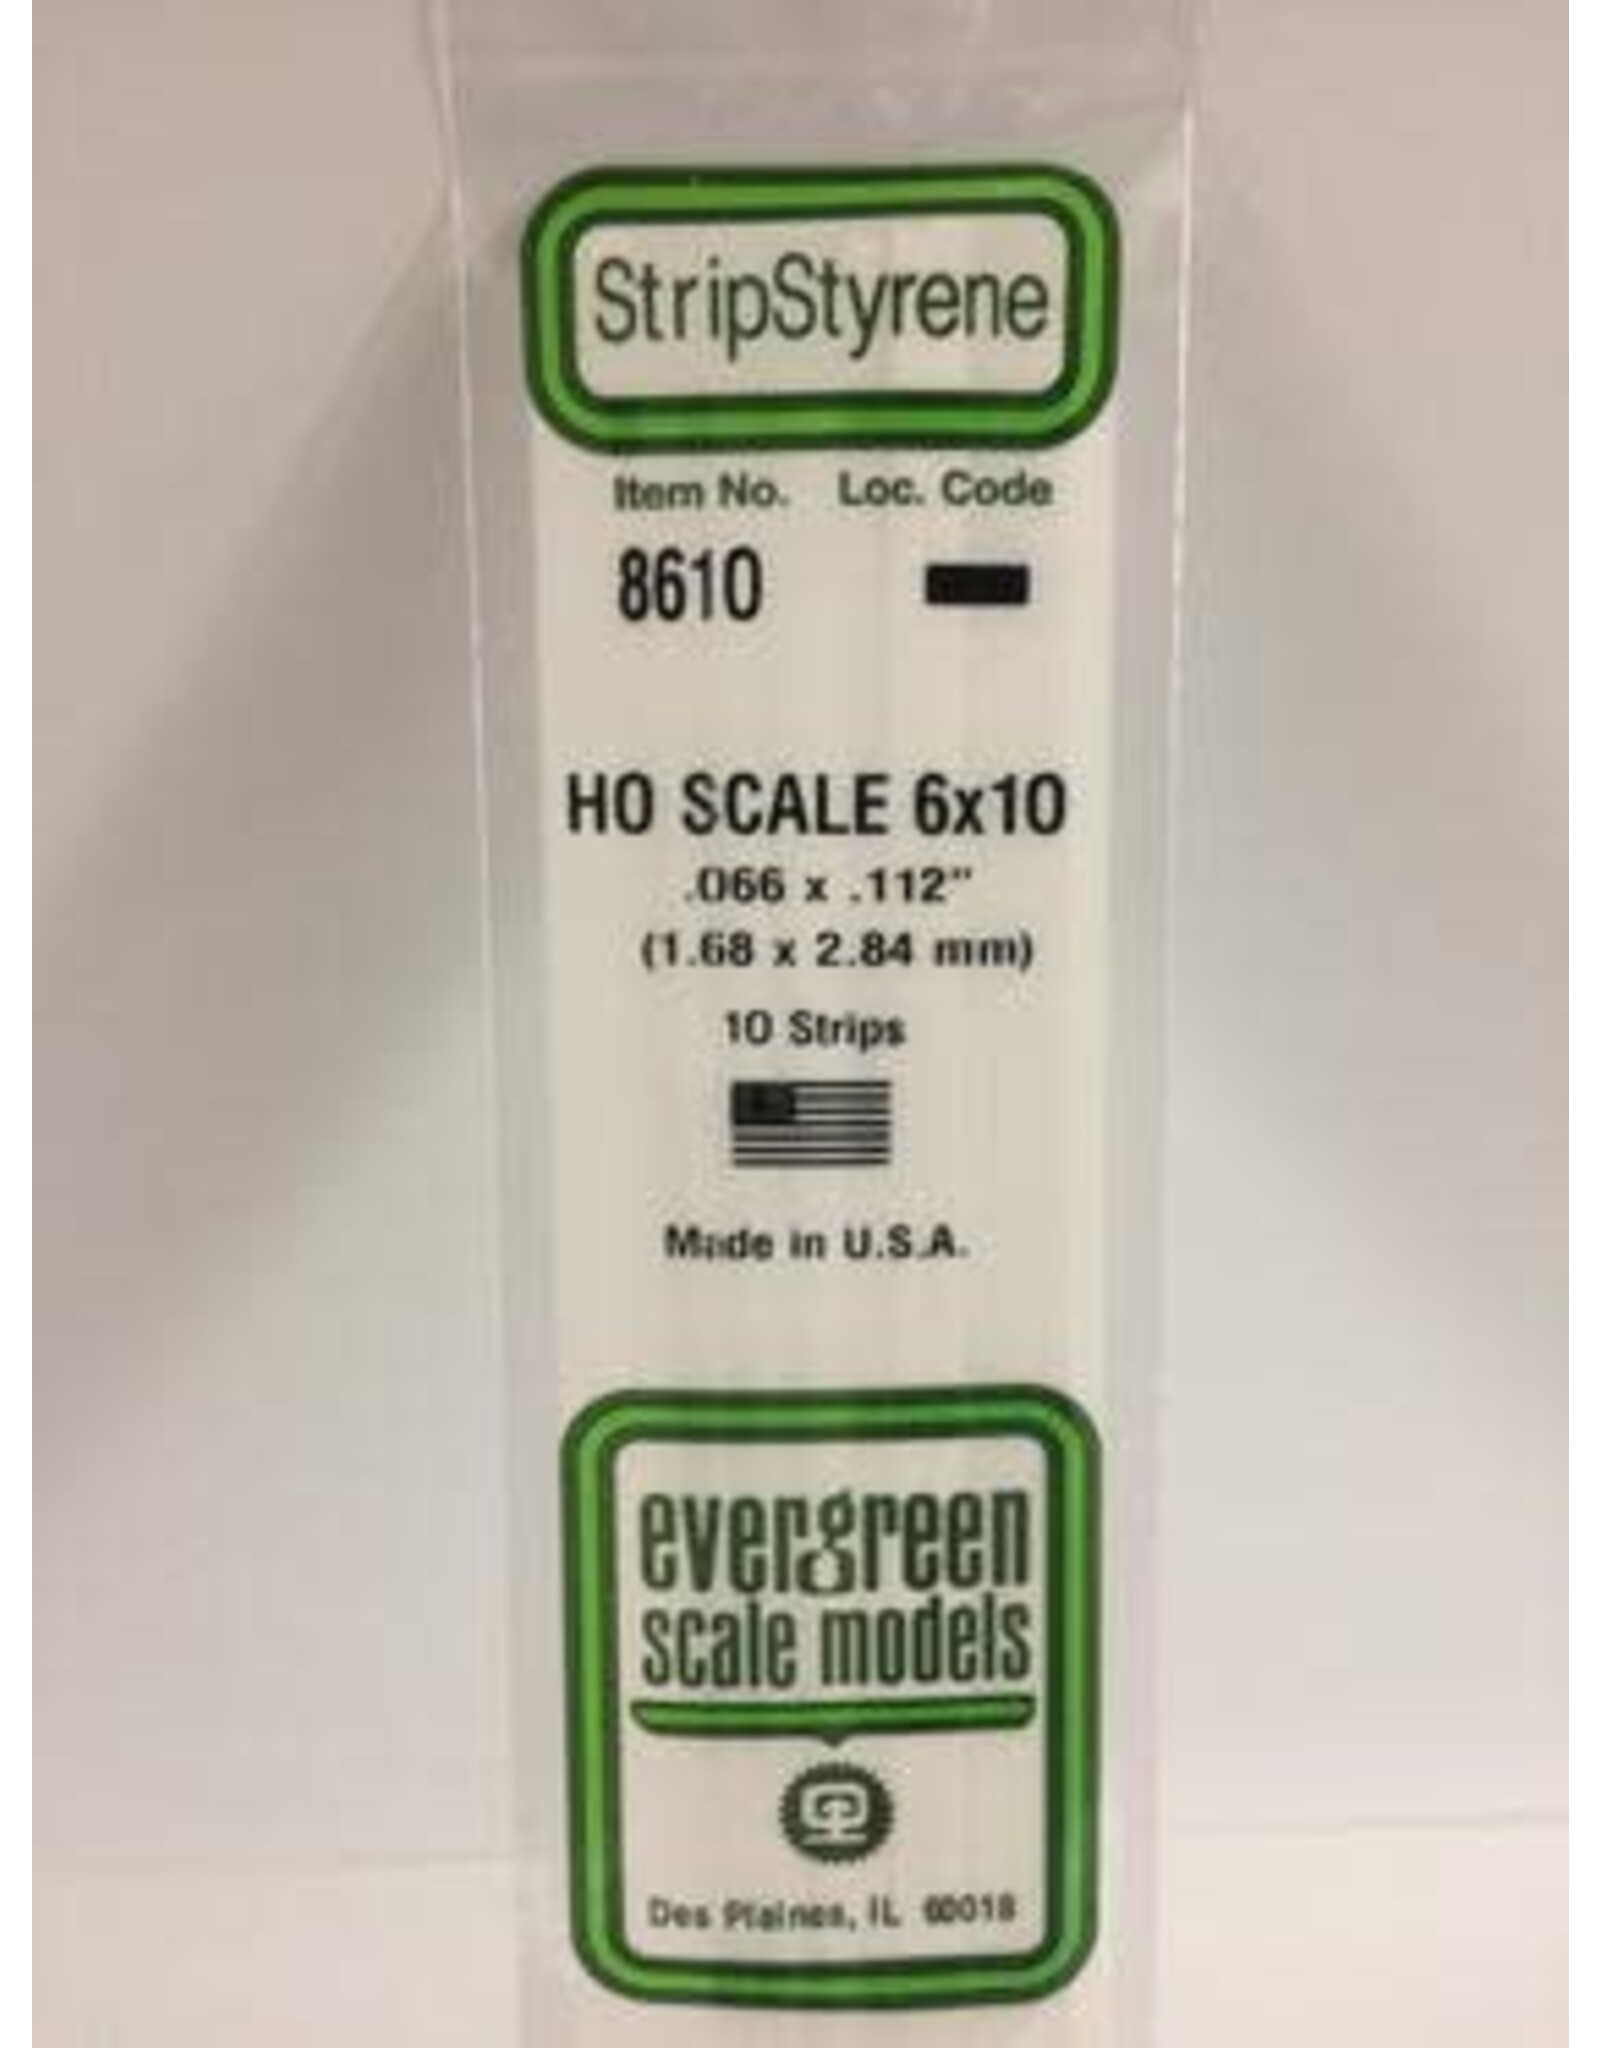 StripStyrene
Item No. Loc. Code
8610
HO SCALE 6x10
.066 x .112"
(1.68 x 2.84 mm)
10 Strips
Made in U.S.A.
evergreen
scale models
Des Plaines, IL 60018